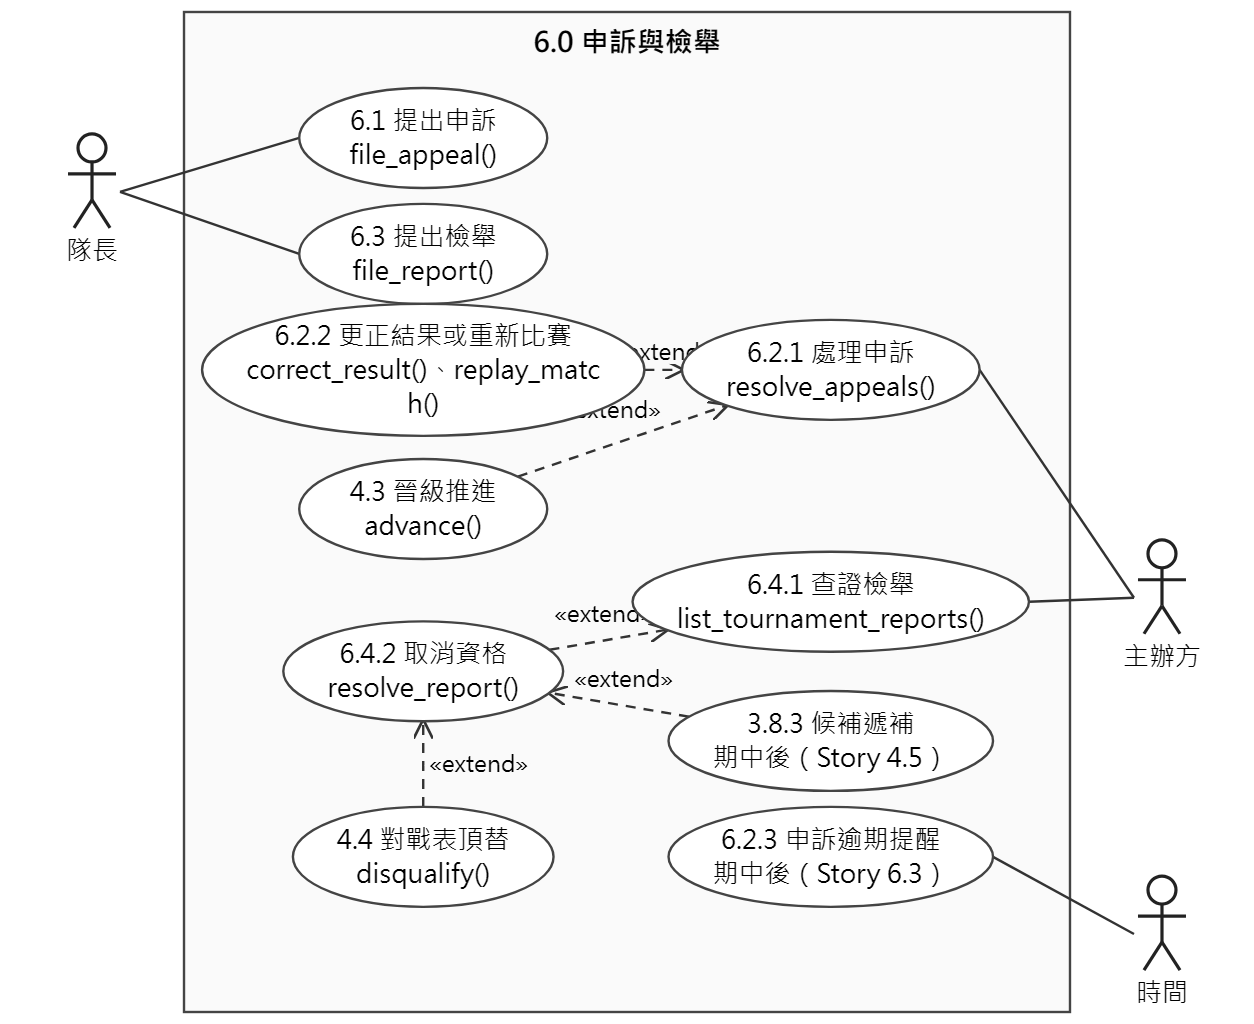 6.0 申訴與檢舉
6.1 提出申訴
file_appeal()
隊長
6.3 提出檢舉
file_report()
6.2.2 更正結果或重新比賽
correct_result()、replay_matc
h()
xtend
6.2.1 處理申訴
resolve_appeals()
xtend»
4.3 晉級推進
advance()
6.4.1 查證檢舉
list_tournament_reports()
«extend
主辦方
6.4.2 取消資格
resolve_report()
«extend»
3.8.3 候補遞補
期中後（Story 4.5）
«extend»
4.4 對戰表頂替
disqualify()
6.2.3 申訴逾期提醒
期中後（Story 6.3）
時間